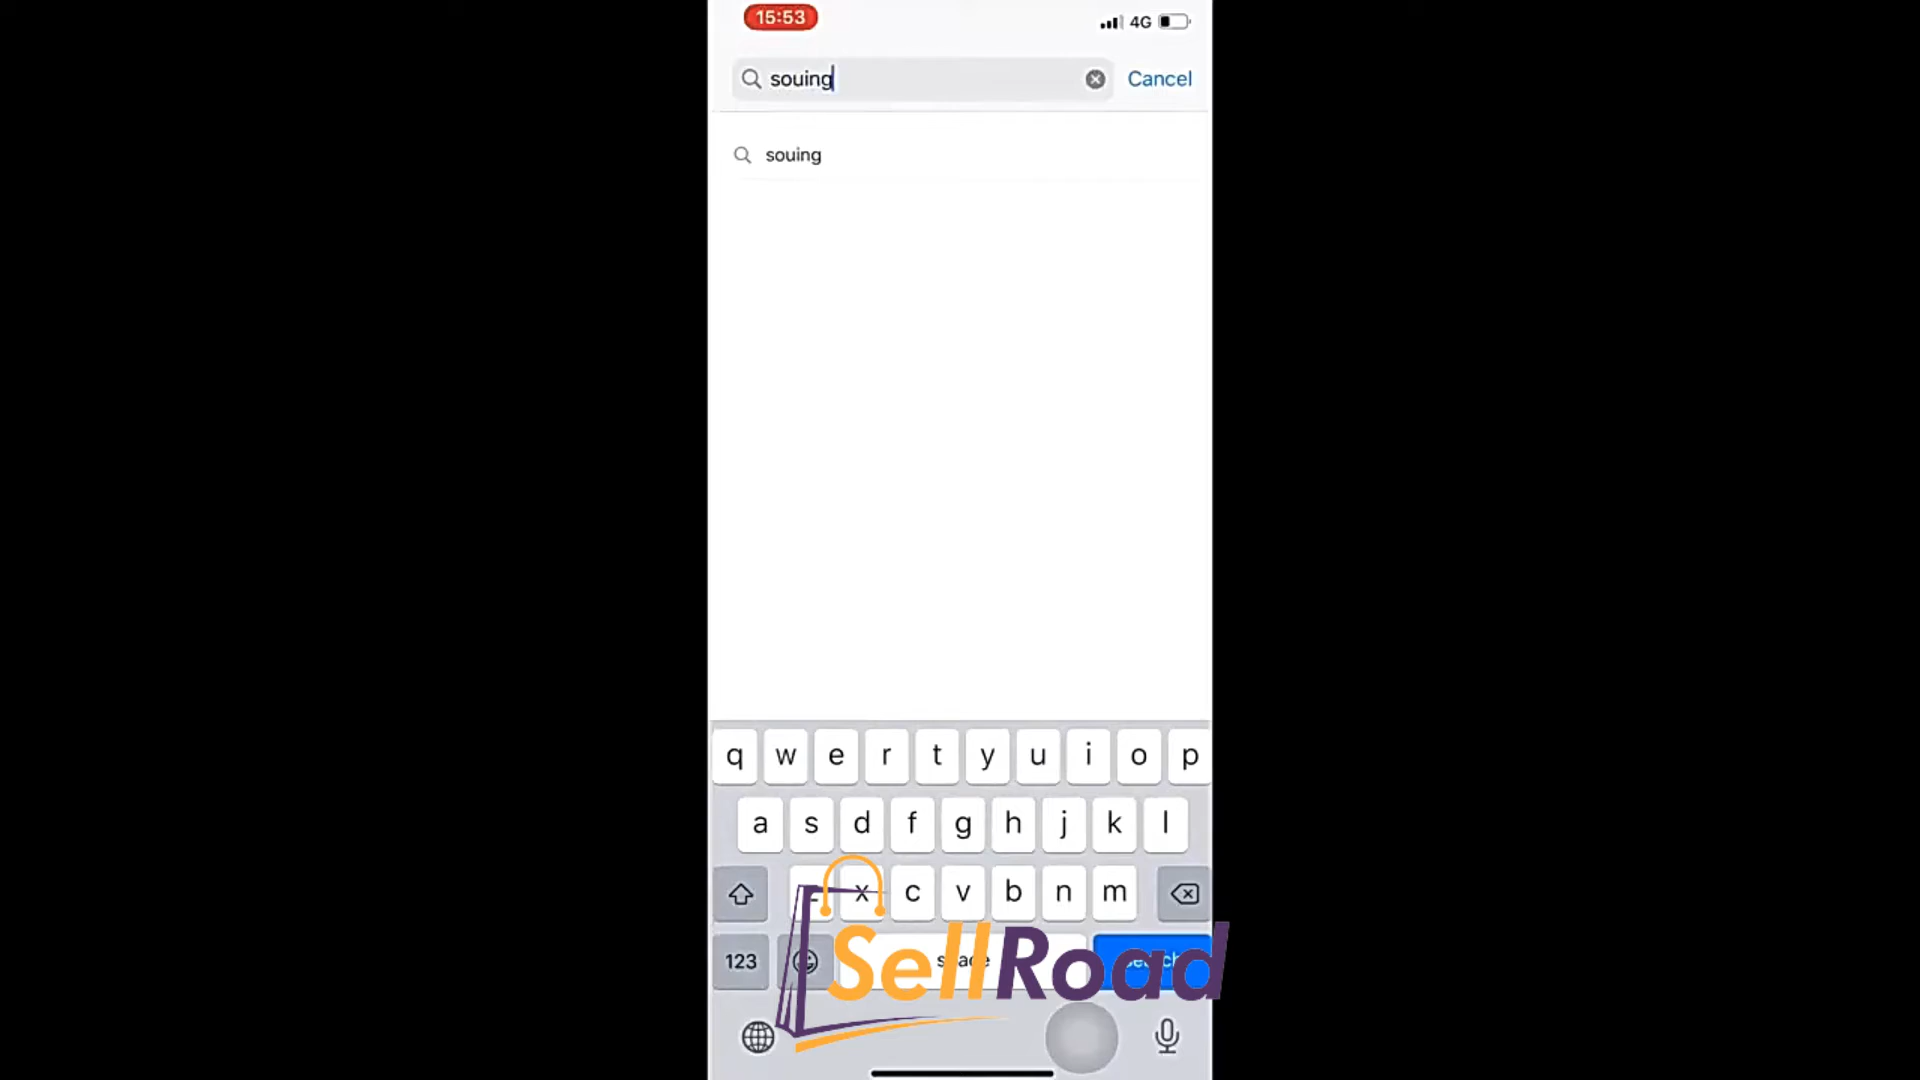 15:53
4G
souing
Cancel
souing
q w e r t y u i o p
a s d f g h j k l
x c v b n m
123
space
SellRoad